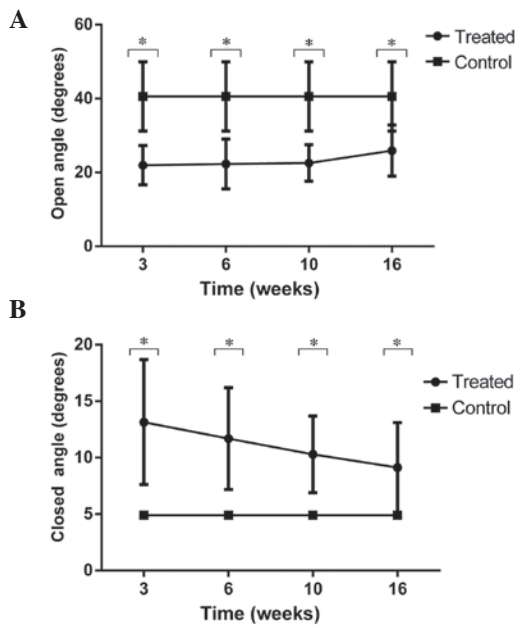 A
60
40
20
0
Open angle (degrees)
* * * *
3 6 10 16
Time (weeks)
Treated
Control
B
20
15
10
5
0
Closed angle (degrees)
* * * *
3 6 10 16
Time (weeks)
Treated
Control